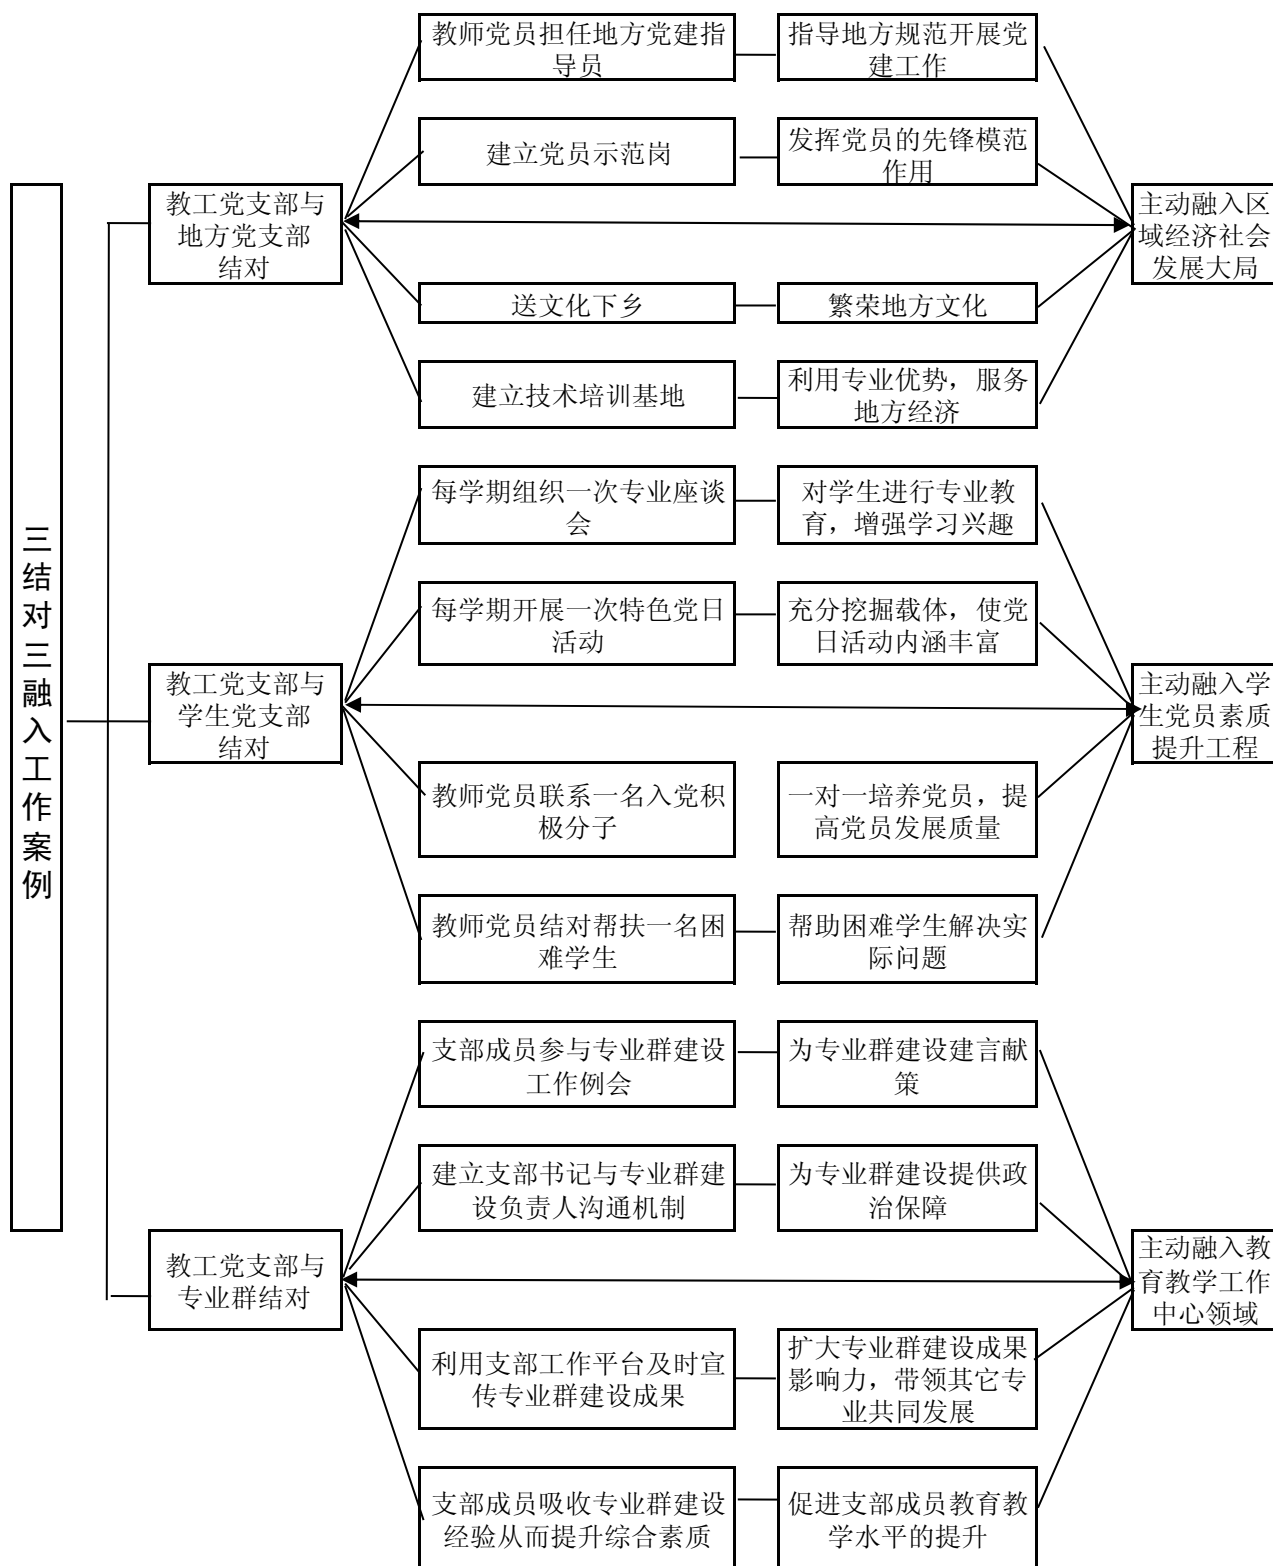 三结对三融入工作案例
教工党支部与
地方党支部
结对
教师党员担任地方党建指
导员
指导地方规范开展党
建工作
建立党员示范岗
发挥党员的先锋模范
作用
送文化下乡
繁荣地方文化
建立技术培训基地
利用专业优势，服务
地方经济
主动融入区
域经济社会
发展大局
教工党支部与
学生党支部
结对
每学期组织一次专业座谈
会
对学生进行专业教
育，增强学习兴趣
每学期开展一次特色党日
活动
充分挖掘载体，使党
日活动内涵丰富
教师党员联系一名入党积
极分子
一对一培养党员，提
高党员发展质量
教师党员结对帮扶一名困
难学生
帮助困难学生解决实
际问题
主动融入学
生党员素质
提升工程
教工党支部与
专业群结对
支部成员参与专业群建设
工作例会
为专业群建设建言献
策
建立支部书记与专业群建
设负责人沟通机制
为专业群建设提供政
治保障
利用支部工作平台及时宣
传专业群建设成果
扩大专业群建设成果
影响力，带领其它专
业共同发展
支部成员吸收专业群建设
经验从而提升综合素质
促进支部成员教育教
学水平的提升
主动融入教
育教学工作
中心领域